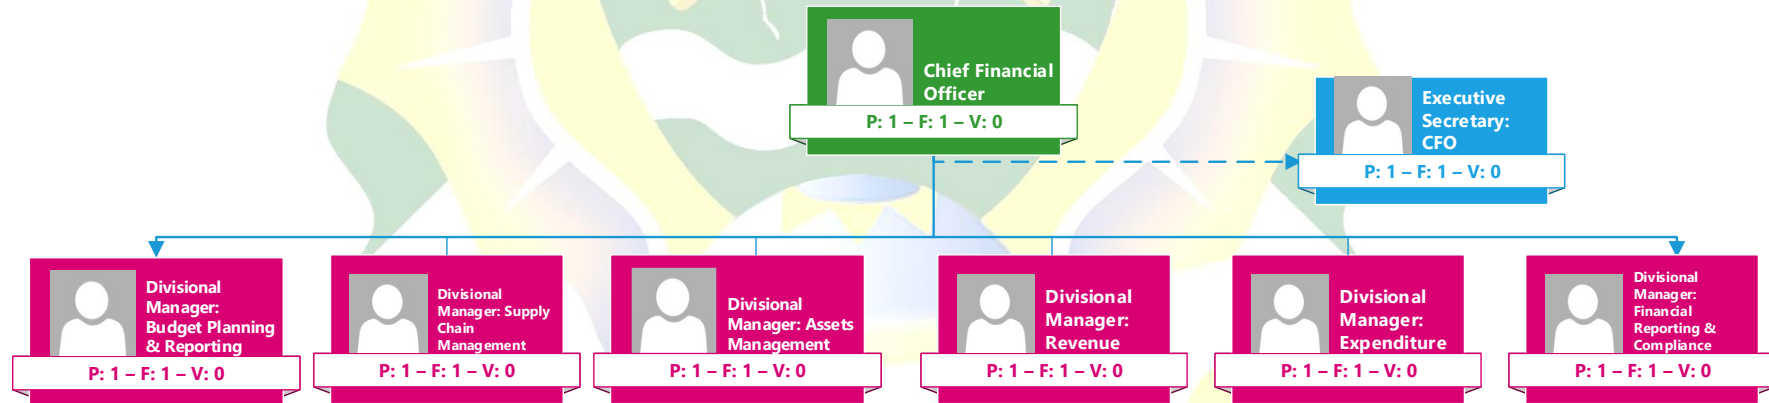 Chief Financial
Officer
P: 1 – F: 1 – V: 0
Executive
Secretary:
CFO
P: 1 – F: 1 – V: 0
Divisional
Manager:
Budget Planning
& Reporting
P: 1 – F: 1 – V: 0
Divisional
Manager: Supply
Chain
Management
P: 1 – F: 1 – V: 0
Divisional
Manager: Assets
Management
P: 1 – F: 1 – V: 0
Divisional
Manager:
Revenue
P: 1 – F: 1 – V: 0
Divisional
Manager:
Expenditure
P: 1 – F: 1 – V: 0
Divisional
Manager:
Financial
Reporting &
Compliance
P: 1 – F: 1 – V: 0